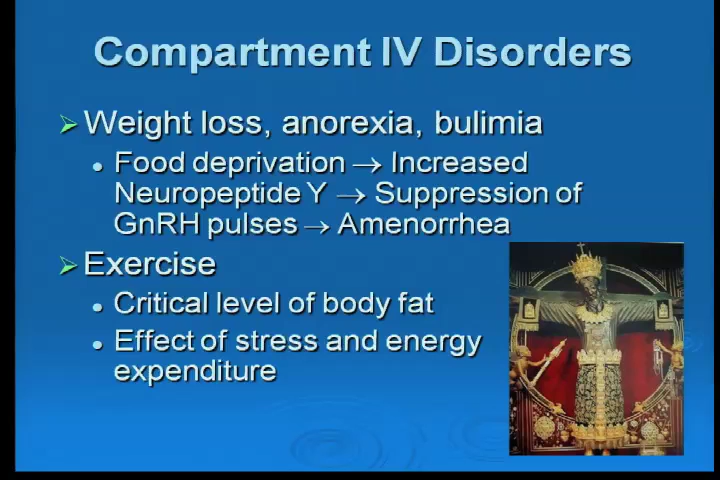 Compartment IV Disorders
➢ Weight loss, anorexia, bulimia
● Food deprivation → Increased
Neuropeptide Y → Suppression of
GnRH pulses → Amenorrhea
➢ Exercise
● Critical level of body fat
● Effect of stress and energy
expenditure